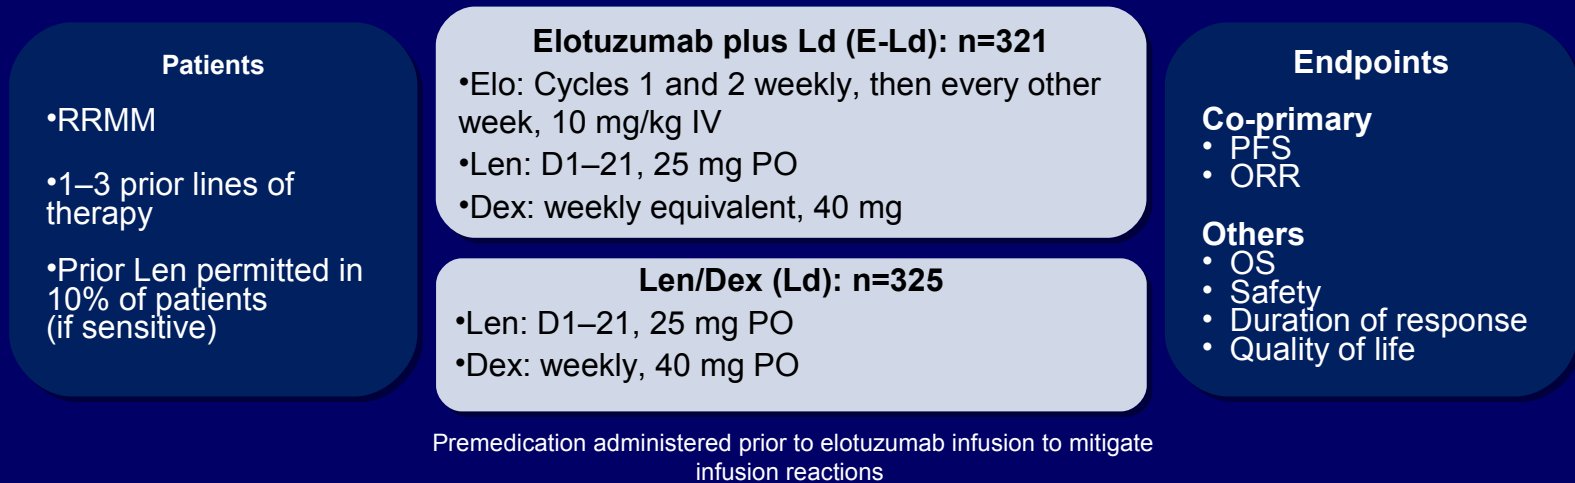 Patients
•RRMM
•1–3 prior lines of
therapy
•Prior Len permitted in
10% of patients
(if sensitive)
Elotuzumab plus Ld (E-Ld): n=321
•Elo: Cycles 1 and 2 weekly, then every other
week, 10 mg/kg IV
•Len: D1–21, 25 mg PO
•Dex: weekly equivalent, 40 mg
Len/Dex (Ld): n=325
•Len: D1–21, 25 mg PO
•Dex: weekly, 40 mg PO
Premedication administered prior to elotuzumab infusion to mitigate
infusion reactions
Endpoints
Co-primary
• PFS
• ORR
Others
• OS
• Safety
• Duration of response
• Quality of life